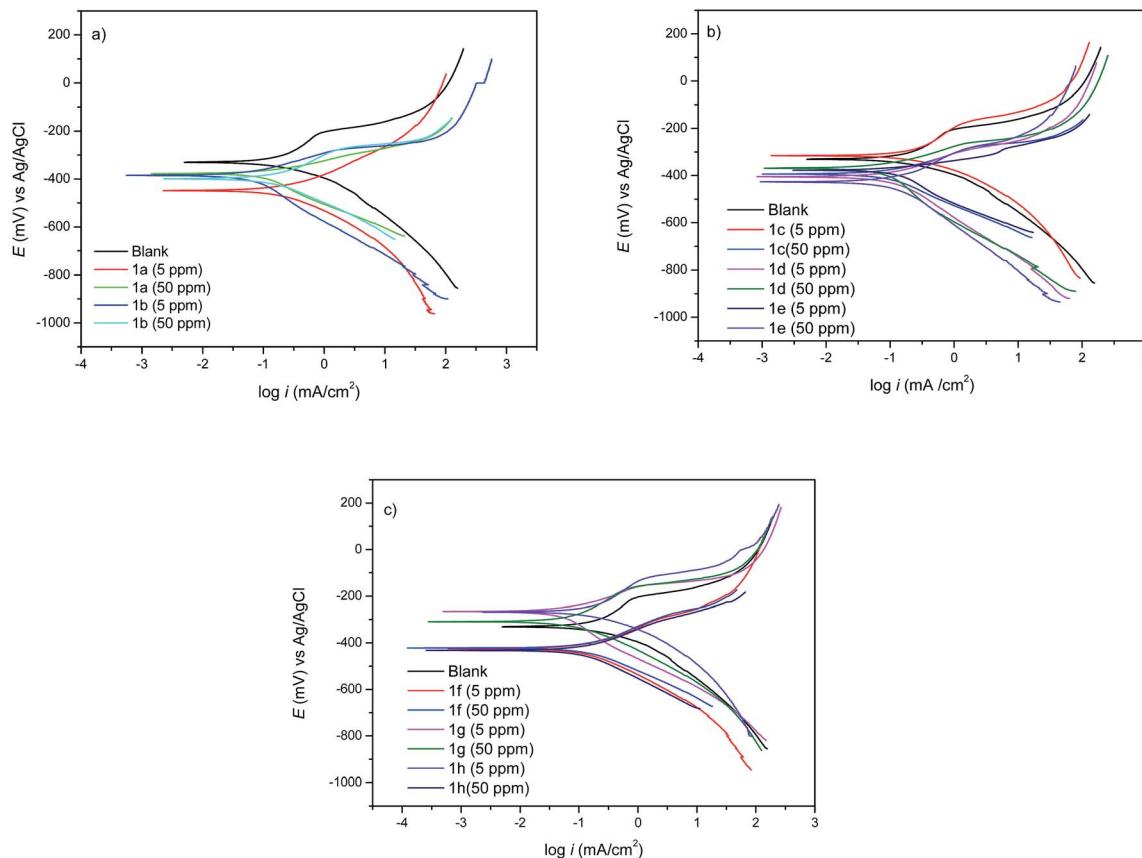 a)
200
0
-200
-400
-600
-800
-1000
E (mV) vs Ag/AgCl
Blank
1a (5 ppm)
1a (50 ppm)
1b (5 ppm)
1b (50 ppm)
-4 -3 -2 -1 0 1 2 3
log i (mA/cm²)
b)
200
0
-200
-400
-600
-800
-1000
E (mV) vs Ag/AgCl
Blank
1c (5 ppm)
1c(50 ppm)
1d (5 ppm)
1d (50 ppm)
1e (5 ppm)
1e (50 ppm)
-4 -3 -2 -1 0 1 2 3
log i (mA /cm²)
c)
200
0
-200
-400
-600
-800
-1000
E (mV) vs Ag/AgCl
Blank
1f (5 ppm)
1f (50 ppm)
1g (5 ppm)
1g (50 ppm)
1h (5 ppm)
1h(50 ppm)
-4 -3 -2 -1 0 1 2 3
log i (mA/cm²)